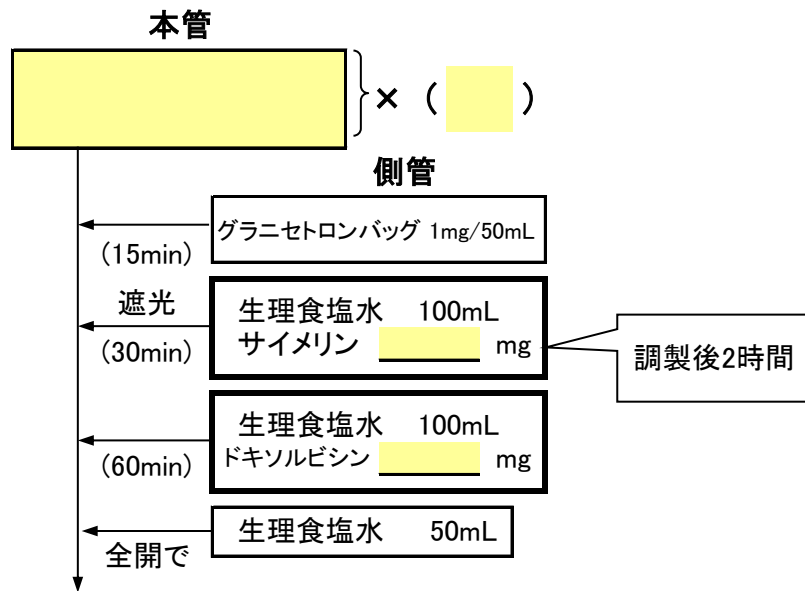 本管
× ( )
側管
グラニセトロンバッグ 1mg/50mL
(15min)
遮光
生理食塩水 100mL
サイメリン mg
(30min)
調製後2時間
生理食塩水 100mL
ドキソルビシン mg
(60min)
生理食塩水 50mL
全開で